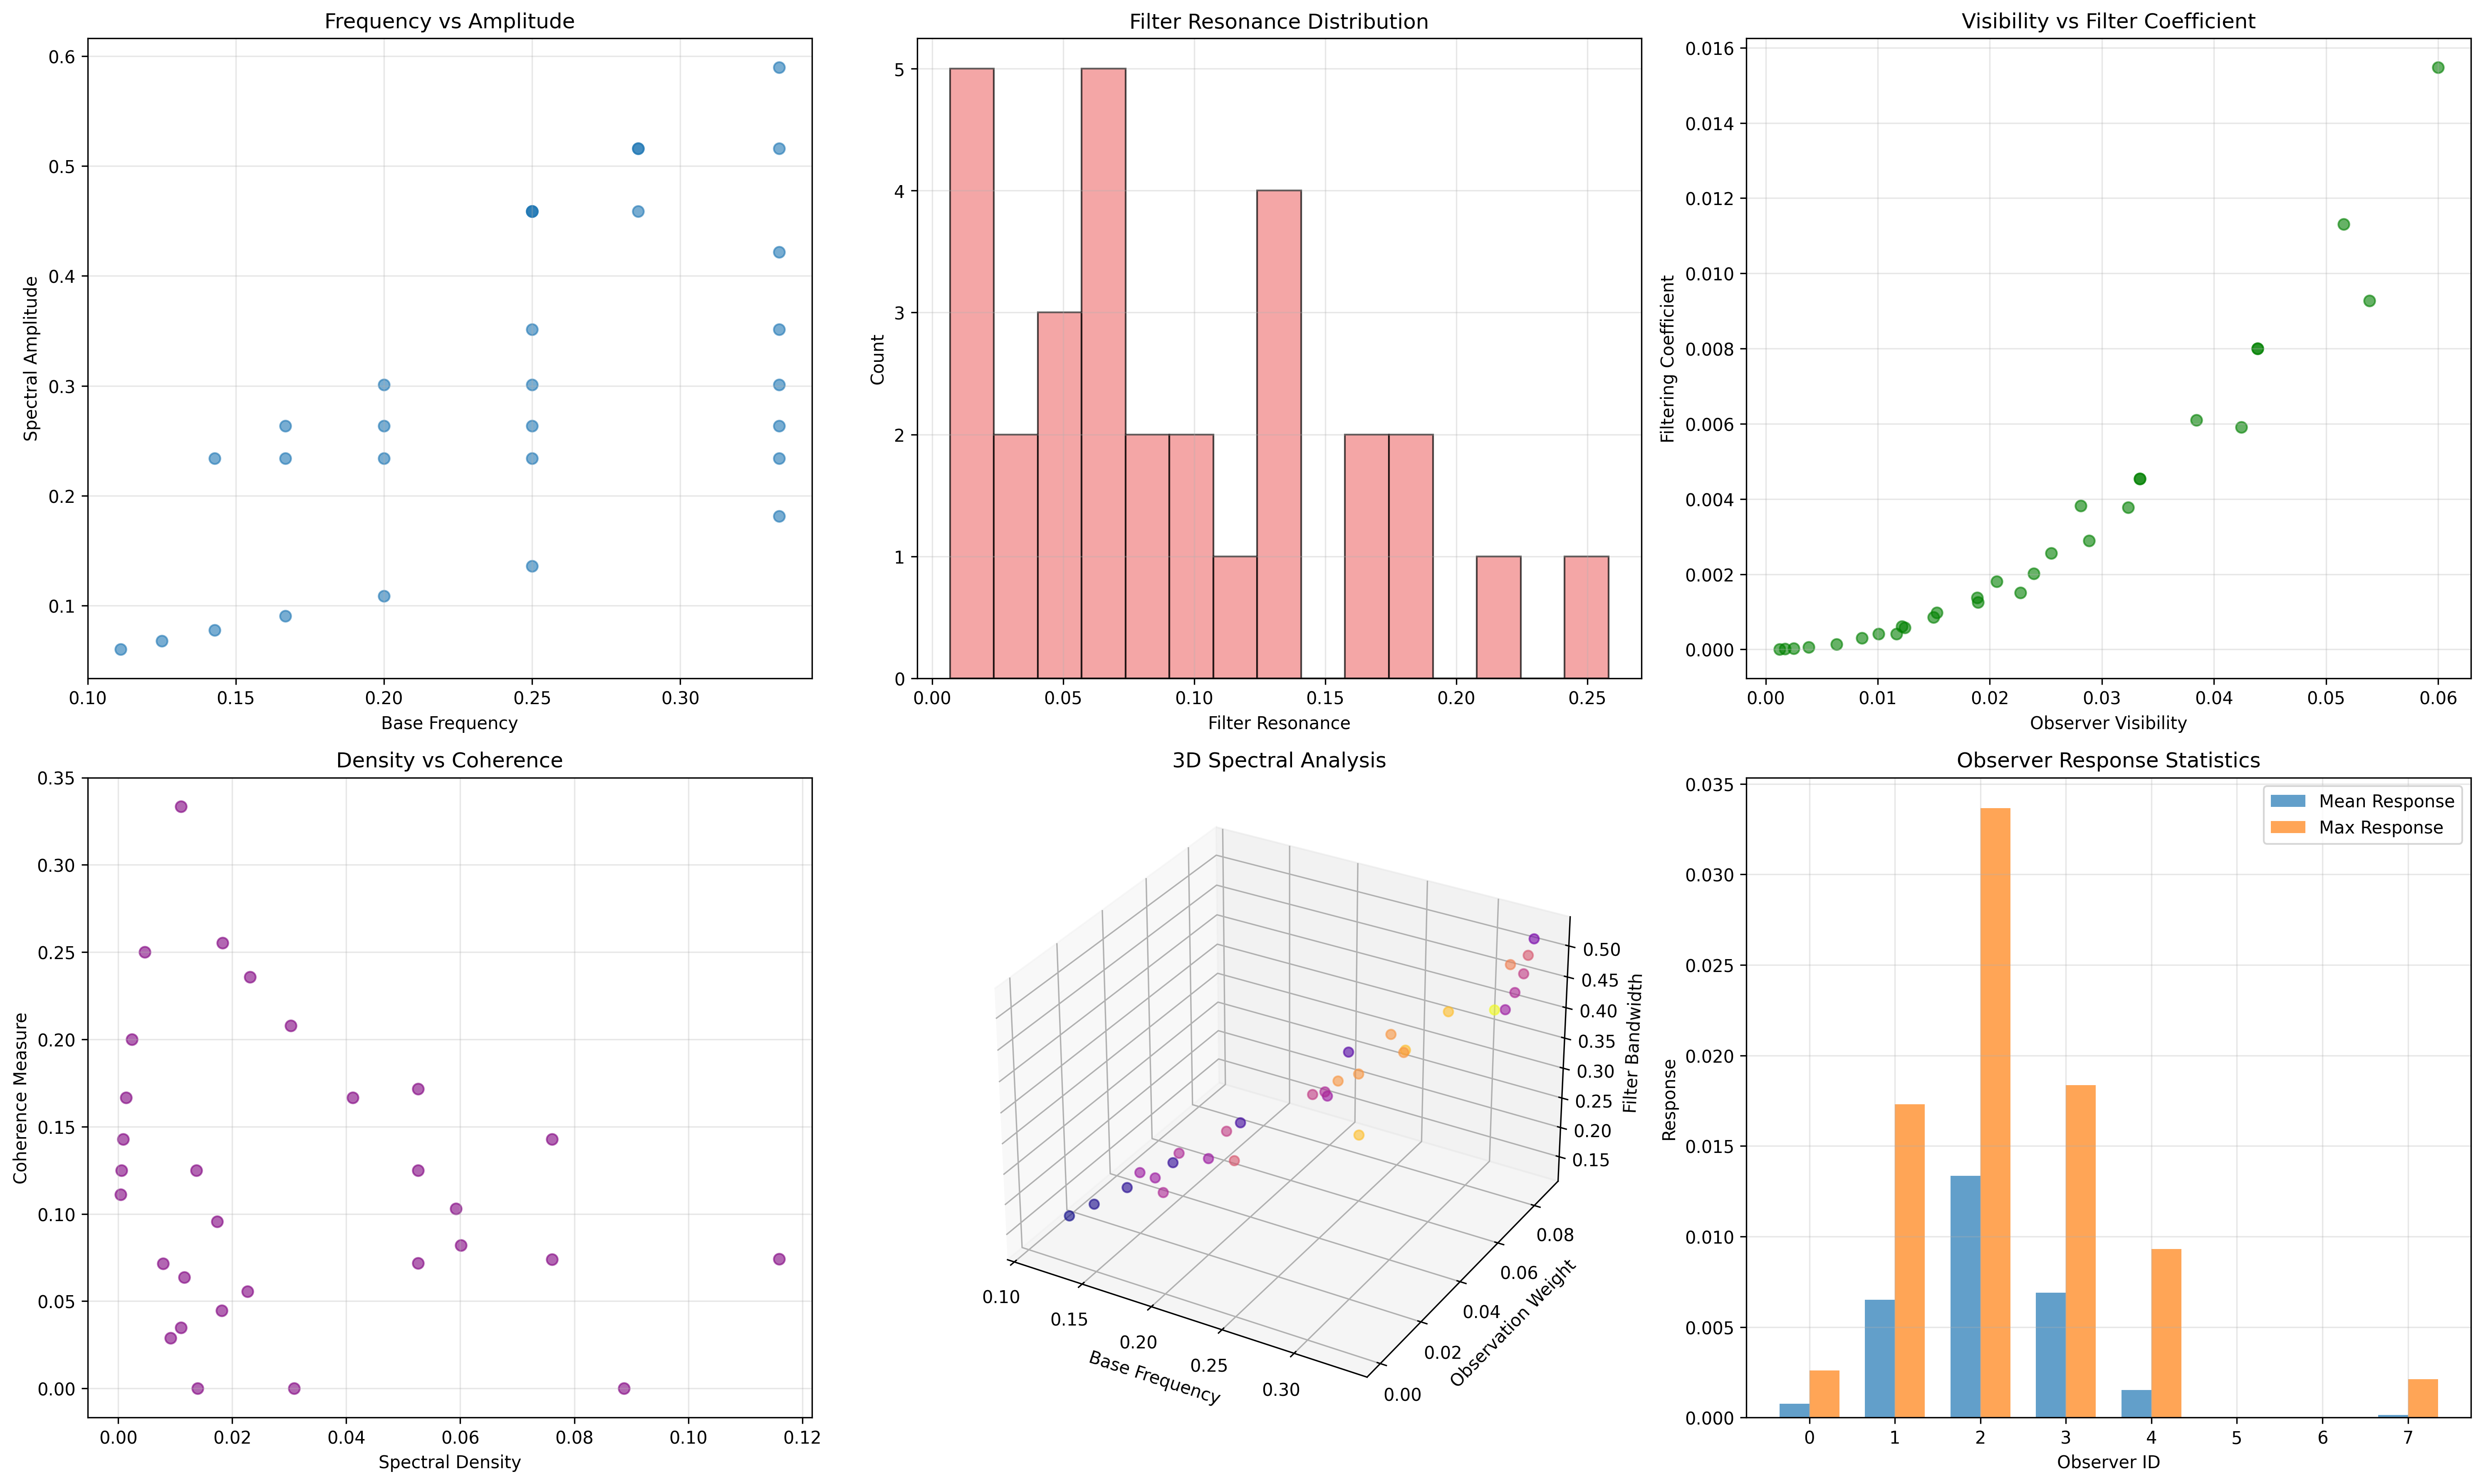 Frequency vs Amplitude
Spectral Amplitude
0.6
0.5
0.4
0.3
0.2
0.1
0.10 0.15 0.20 0.25 0.30
Base Frequency
Filter Resonance Distribution
Count
5
4
3
2
1
0
0.00 0.05 0.10 0.15 0.20 0.25
Filter Resonance
Visibility vs Filter Coefficient
Filtering Coefficient
0.016
0.014
0.012
0.010
0.008
0.006
0.004
0.002
0.000
0.00 0.01 0.02 0.03 0.04 0.05 0.06
Observer Visibility
Density vs Coherence
Coherence Measure
0.35
0.30
0.25
0.20
0.15
0.10
0.05
0.00
0.00 0.02 0.04 0.06 0.08 0.10 0.12
Spectral Density
3D Spectral Analysis
0.50
0.45
0.40
0.35
0.30
0.25
0.20
0.15
Filter Bandwidth
0.08
0.06
0.04
0.02
0.00
Observation Weight
0.10 0.15 0.20 0.25 0.30
Base Frequency
Observer Response Statistics
Mean Response
Max Response
Response
0.035
0.030
0.025
0.020
0.015
0.010
0.005
0.000
0 1 2 3 4 5 6 7
Observer ID